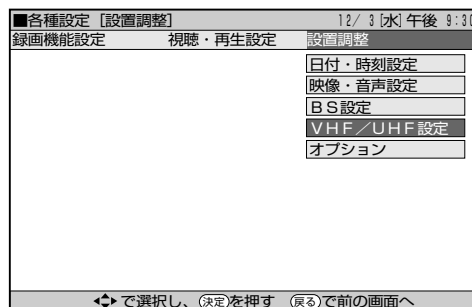 ■各種設定［設置調整］ 12/ 3[水]午後 9:30
録画機能設定 視聴・再生設定 設置調整
日付・時刻設定
映像・音声設定
ＢＳ設定
ＶＨＦ／ＵＨＦ設定
オプション
で選択し、決定を押す 戻るで前の画面へ